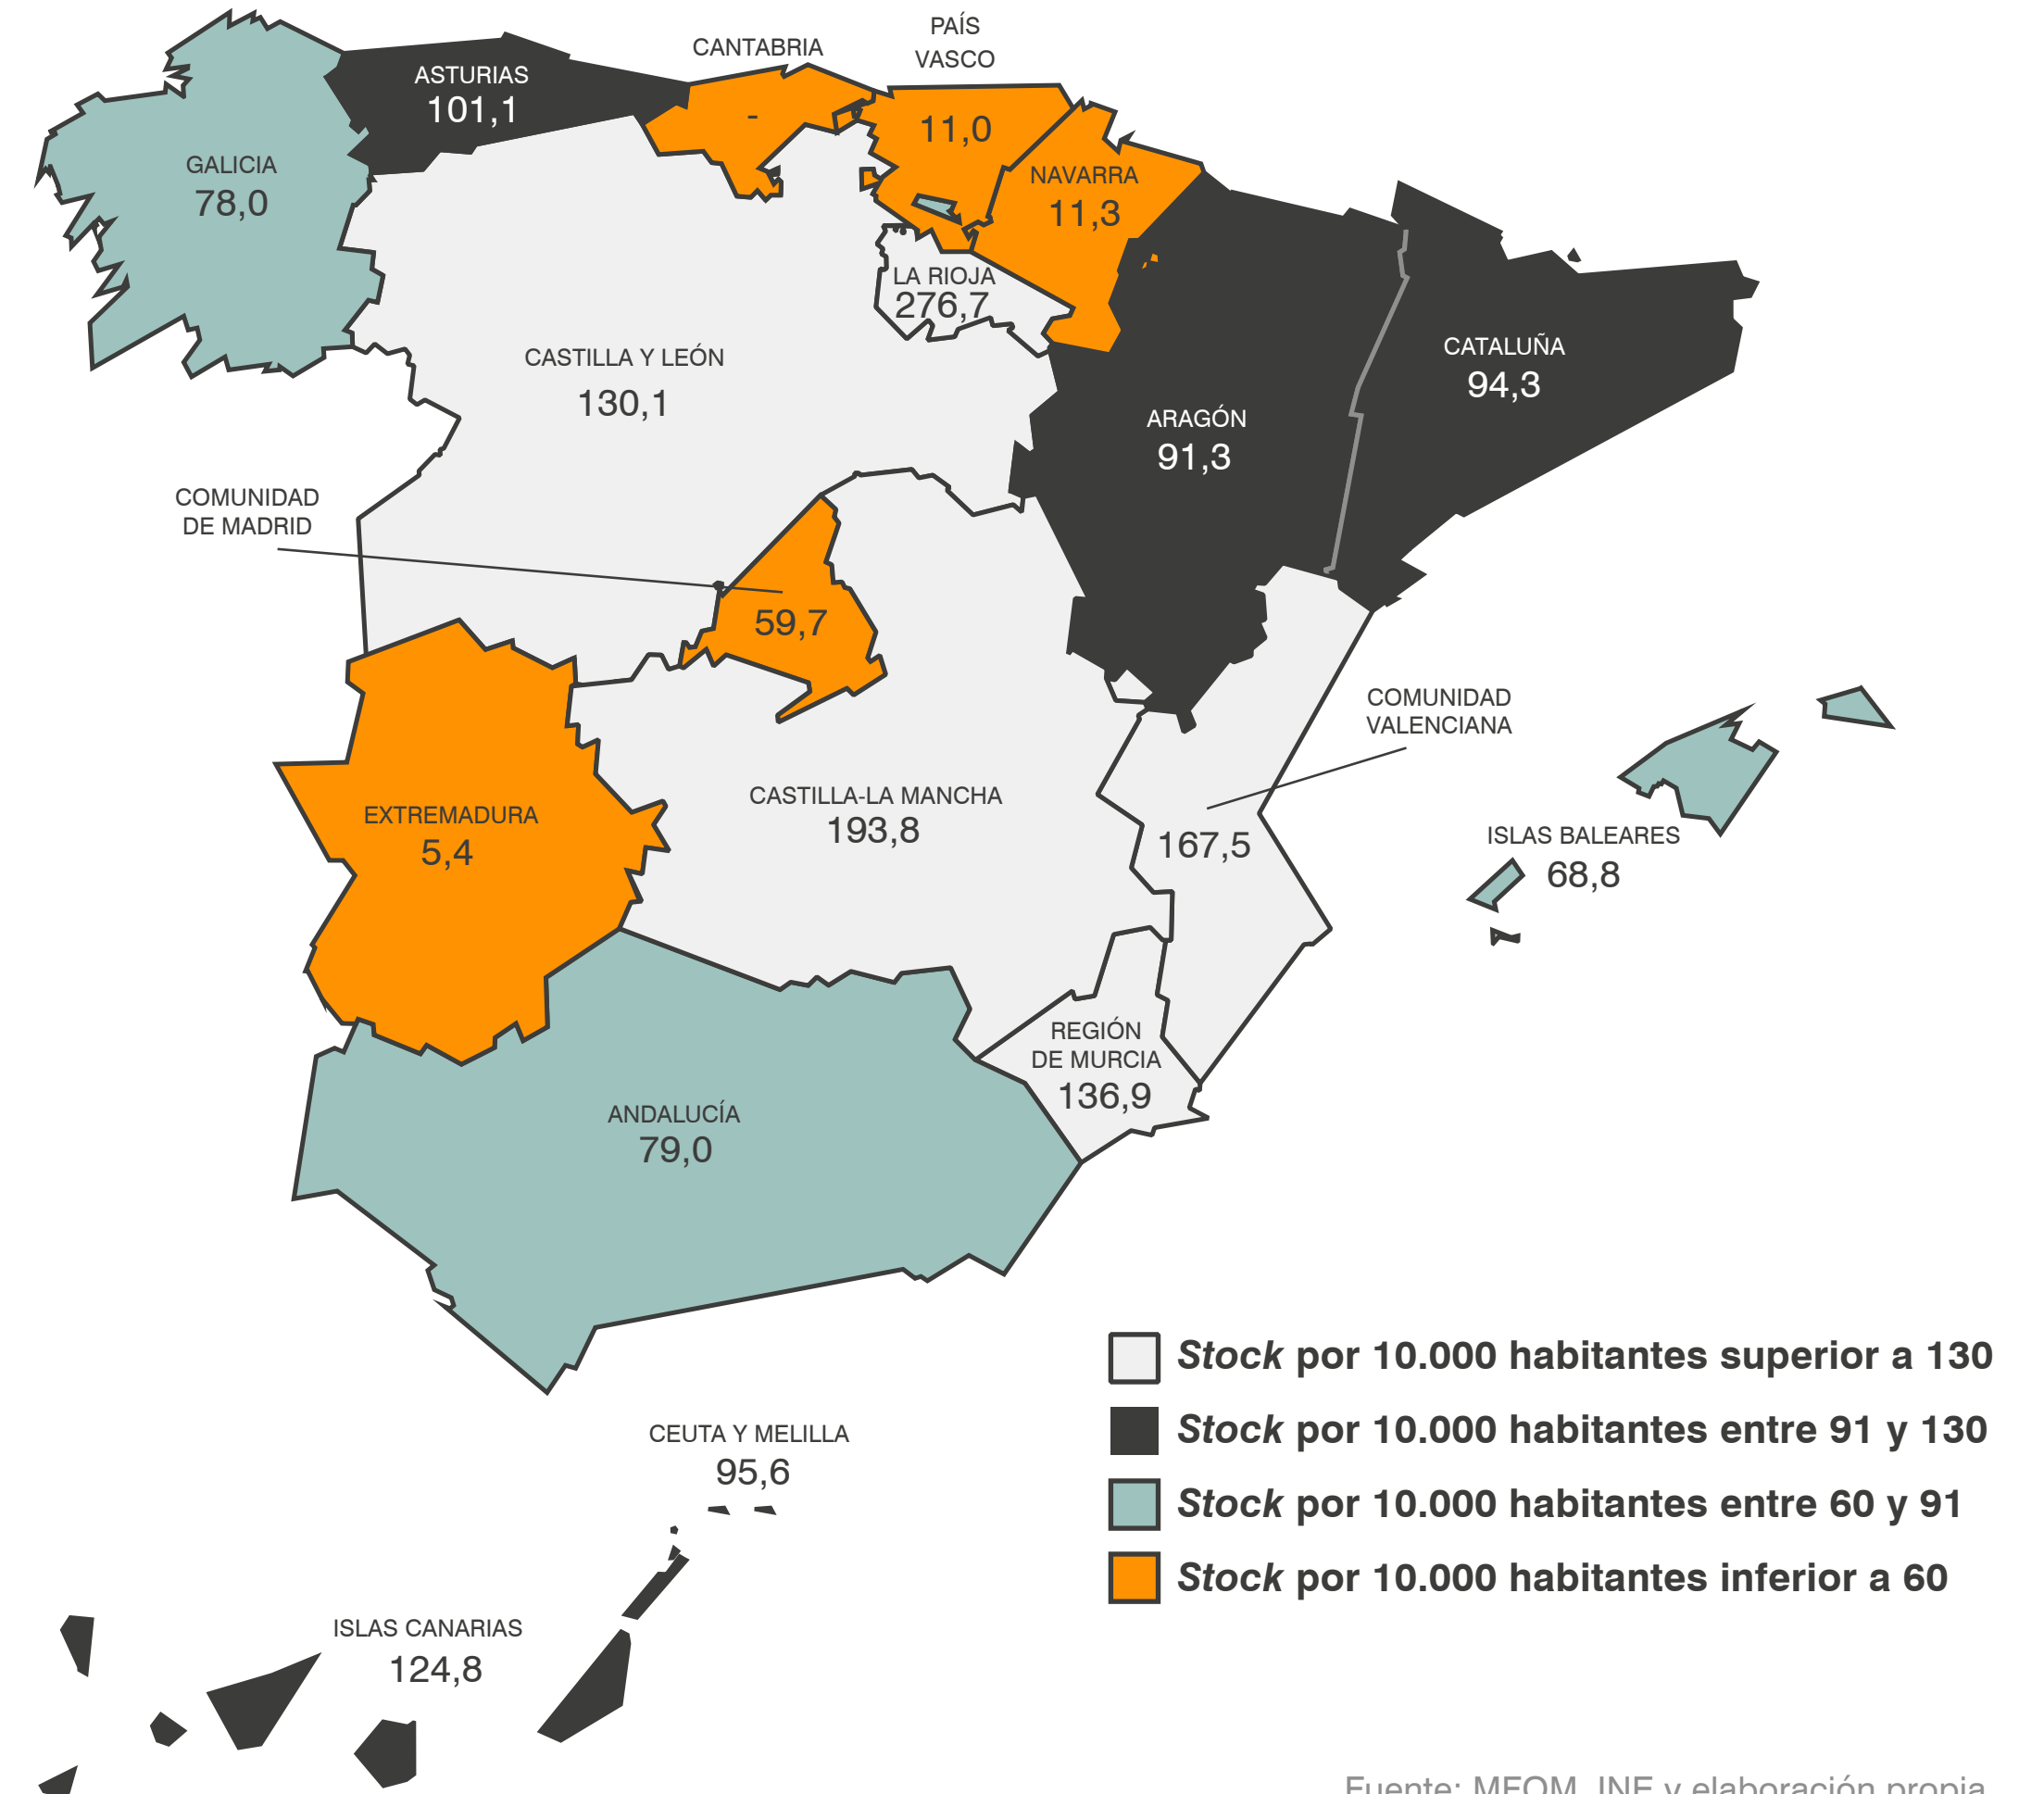 PAÍS
VASCO
CANTABRIA
-
ASTURIAS
101,1
11,0
GALICIA
78,0
NAVARRA
11,3
LA RIOJA
276,7
CASTILLA Y LEÓN
130,1
CATALUÑA
94,3
ARAGÓN
91,3
COMUNIDAD
DE MADRID
59,7
COMUNIDAD
VALENCIANA
167,5
CASTILLA-LA MANCHA
193,8
EXTREMADURA
5,4
ISLAS BALEARES
68,8
REGIÓN
DE MURCIA
136,9
ANDALUCÍA
79,0
Stock por 10.000 habitantes superior a 130
Stock por 10.000 habitantes entre 91 y 130
Stock por 10.000 habitantes entre 60 y 91
Stock por 10.000 habitantes inferior a 60
CEUTA Y MELILLA
95,6
ISLAS CANARIAS
124,8
Fuente: MFOM, INE y elaboración propia